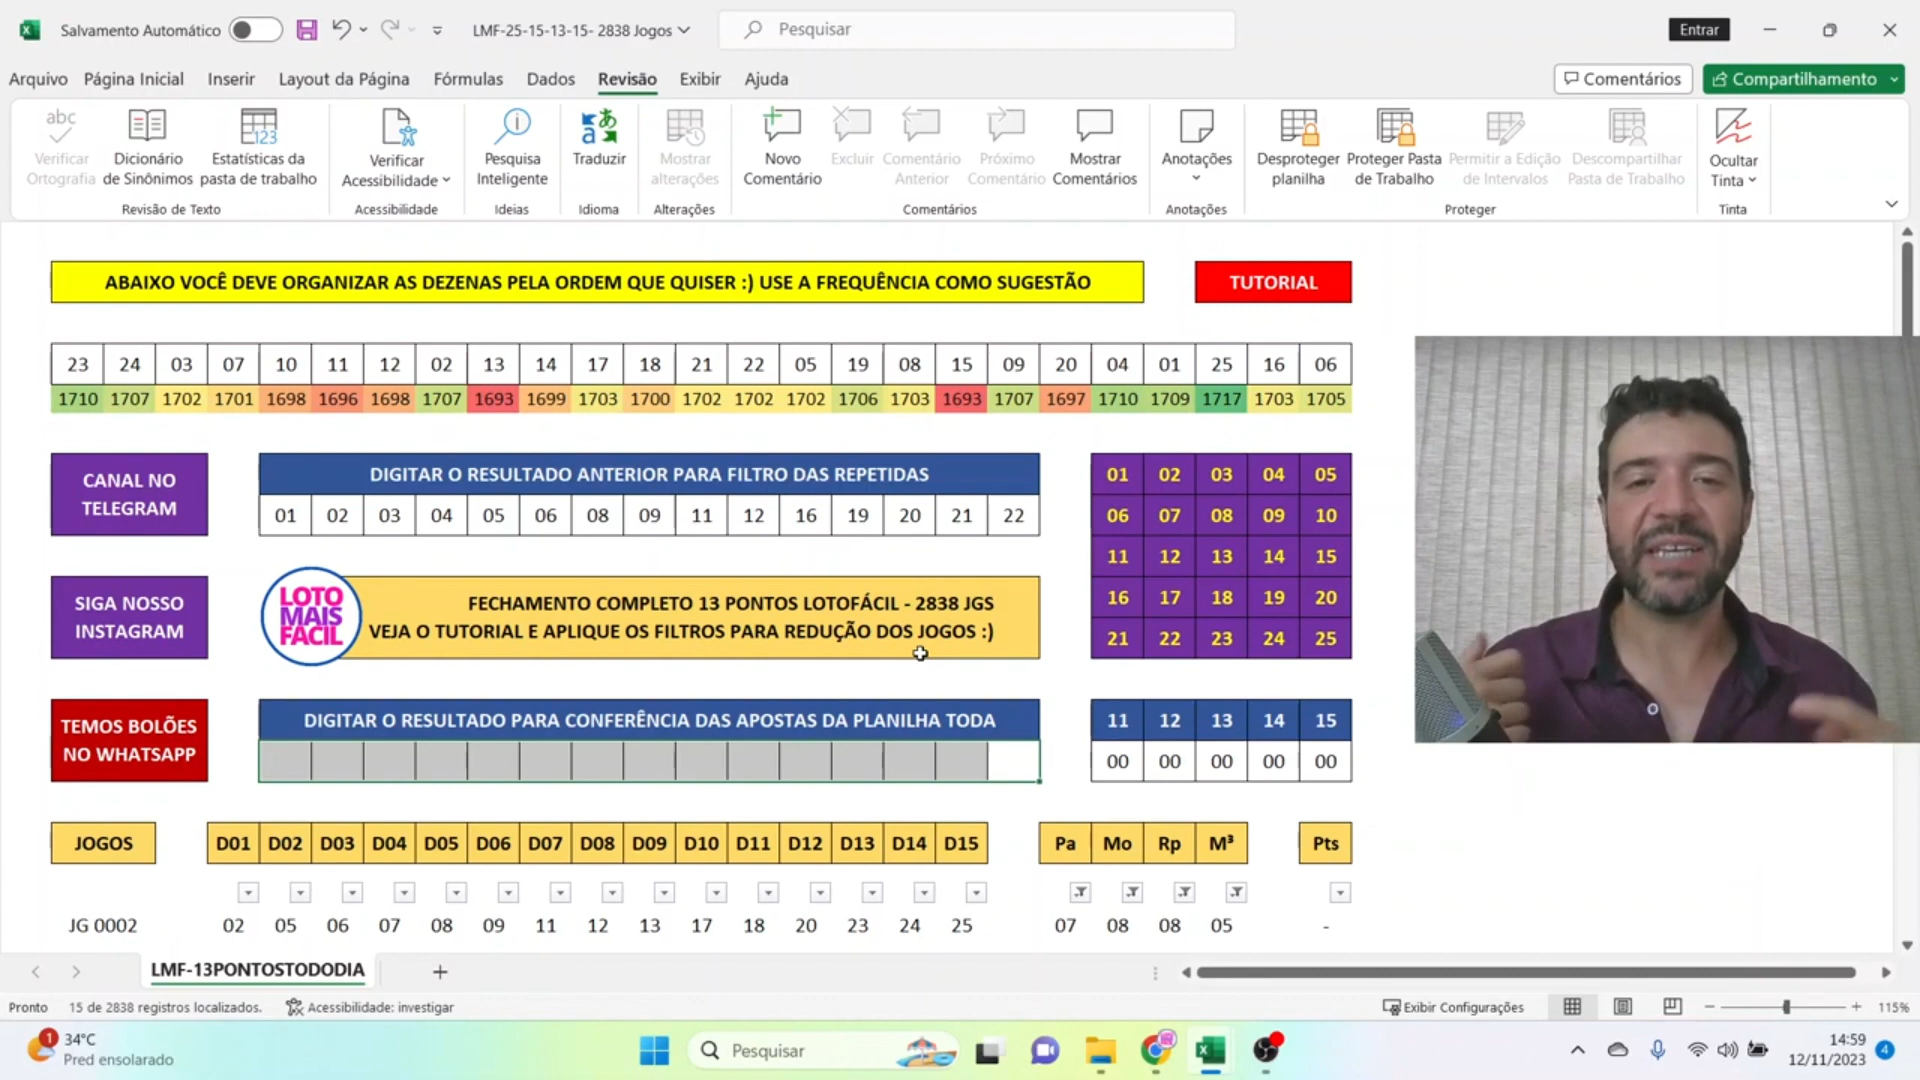 Salvamento Automático
LMF-25-15-13-15- 2838 Jogos
Pesquisar
Entrar
Arquivo Página Inicial Inserir Layout da Página Fórmulas Dados Revisão Exibir Ajuda
Comentários Compartilhamento
Verificar Ortografia
Dicionário de Sinônimos
Estatísticas da pasta de trabalho
Verificar Acessibilidade
Pesquisa Inteligente
Traduzir
Mostrar alterações
Novo Comentário
Excluir
Comentário Anterior
Próximo Comentário
Mostrar Comentários
Anotações
Desproteger planilha
Proteger Pasta de Trabalho
Permitir a Edição de Intervalos
Descompartilhar Pasta de Trabalho
Ocultar Tinta
Revisão de Texto Acessibilidade Ideias Idioma Alterações Comentários Anotações Proteger Tinta
ABAIXO VOCÊ DEVE ORGANIZAR AS DEZENAS PELA ORDEM QUE QUISER :) USE A FREQUÊNCIA COMO SUGESTÃO
TUTORIAL
23 24 03 07 10 11 12 02 13 14 17 18 21 22 05 19 08 15 09 20 04 01 25 16 06
1710 1707 1702 1701 1698 1696 1698 1707 1693 1699 1703 1700 1702 1702 1702 1706 1703 1693 1707 1697 1710 1709 1717 1703 1705
CANAL NO
TELEGRAM
DIGITAR O RESULTADO ANTERIOR PARA FILTRO DAS REPETIDAS
01 02 03 04 05 06 08 09 11 12 16 19 20 21 22
01 02 03 04 05
06 07 08 09 10
11 12 13 14 15
16 17 18 19 20
21 22 23 24 25
SIGA NOSSO
INSTAGRAM
LOTO
MAIS
FACIL
FECHAMENTO COMPLETO 13 PONTOS LOTOFÁCIL - 2838 JGS
VEJA O TUTORIAL E APLIQUE OS FILTROS PARA REDUÇÃO DOS JOGOS :)
TEMOS BOLÕES
NO WHATSAPP
DIGITAR O RESULTADO PARA CONFERÊNCIA DAS APOSTAS DA PLANILHA TODA
11 12 13 14 15
00 00 00 00 00
JOGOS D01 D02 D03 D04 D05 D06 D07 D08 D09 D10 D11 D12 D13 D14 D15 Pa Mo Rp M³ Pts
JG 0002 02 05 06 07 08 09 11 12 13 17 18 20 23 24 25 07 08 08 05 -
LMF-13PONTOSTODODIA
Pronto 15 de 2838 registros localizados. Acessibilidade: investigar Exibir Configurações 115%
1
34°C
Pred ensolarado
Pesquisar
14:59
12/11/2023
4